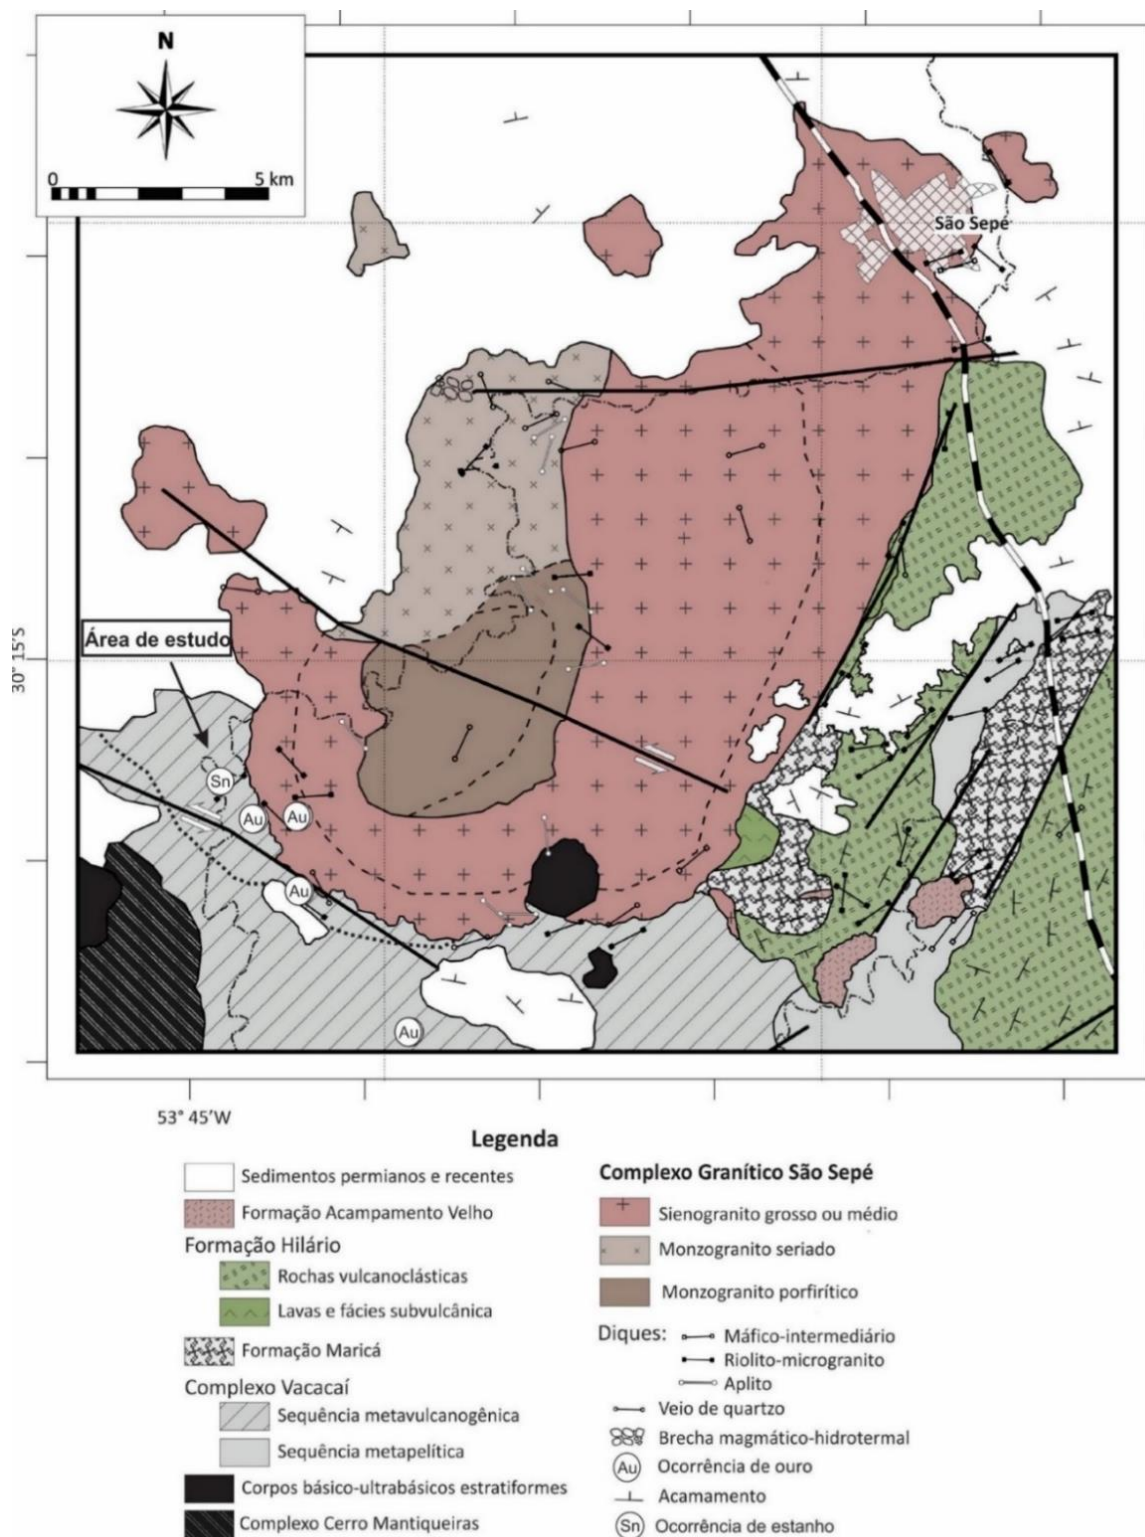 N
0 5 km
São Sepé
Área de estudo
30° 15'S
Sn
Au
Au
Au
Au
53° 45'W
Legenda
Sedimentos permianos e recentes
Formação Acampamento Velho
Formação Hilário
Rochas vulcanoclásticas
Lavas e fácies subvulcânica
Formação Maricá
Complexo Vacacaí
Sequência metavulcanogênica
Sequência metapelítica
Corpos básico-ultrabásicos estratiformes
Complexo Cerro Mantiqueiras
Complexo Granítico São Sepé
Sienogranito grosso ou médio
Monzogranito seriado
Monzogranito porfirítico
Diques:
Máfico-intermediário
Riolito-microgranito
Aplito
Veio de quartzo
Brecha magmático-hidrotermal
Au Ocorrência de ouro
Acamamento
Sn Ocorrência de estanho